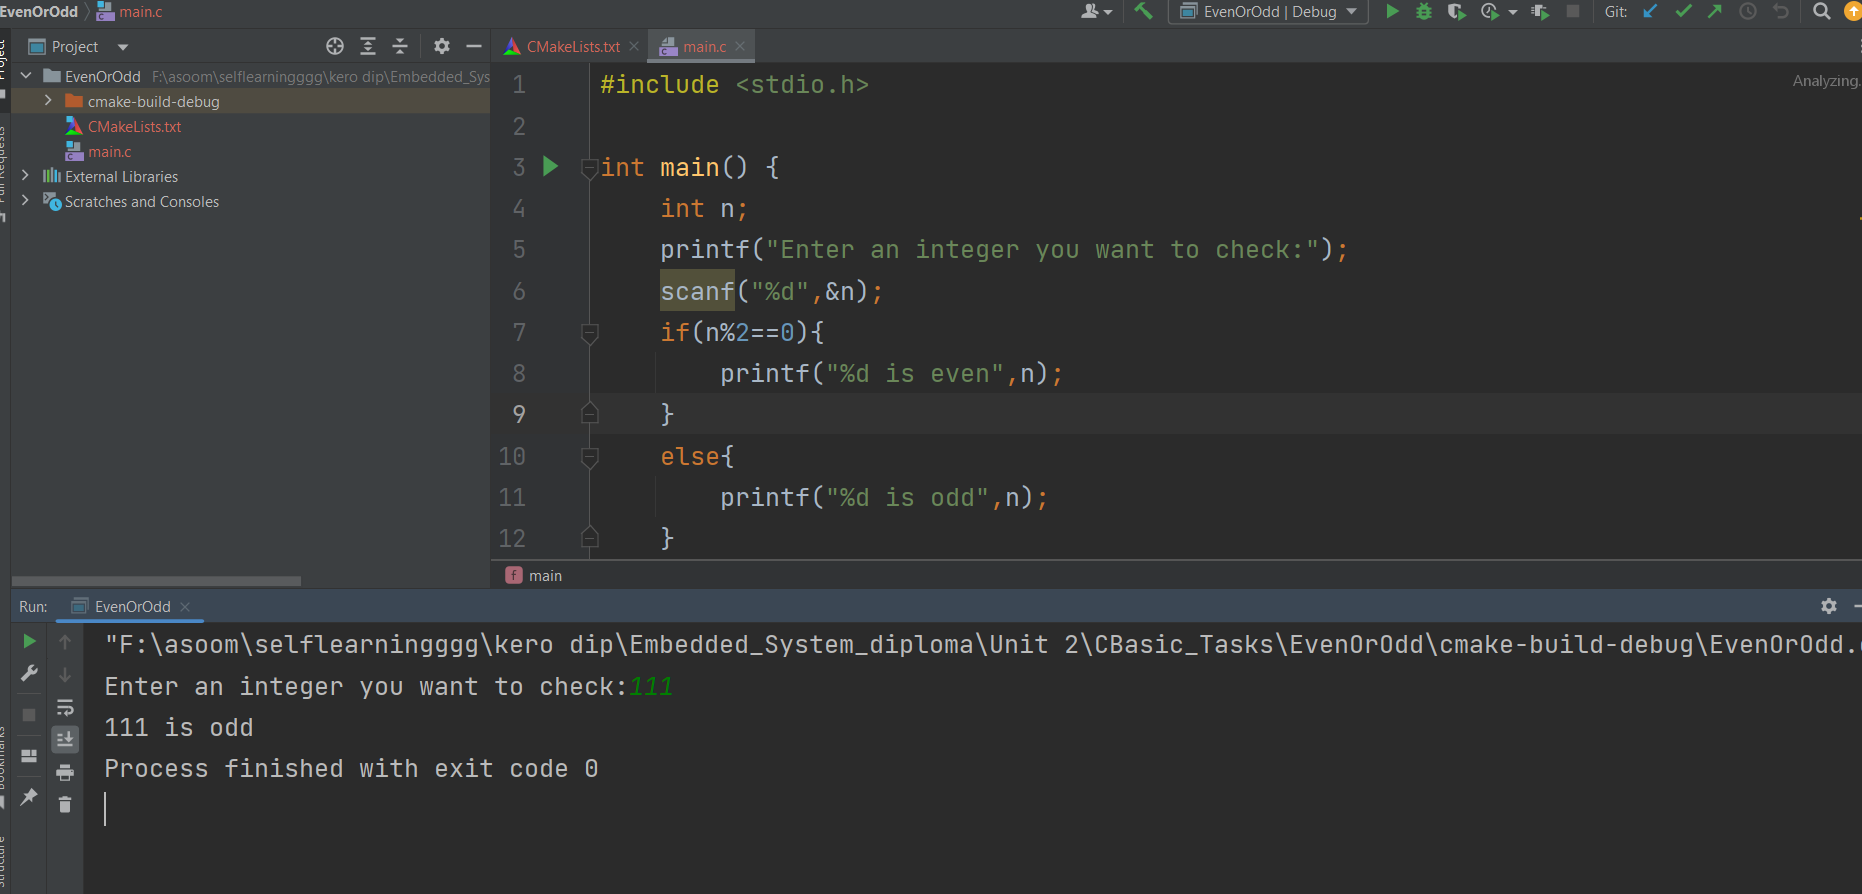 EvenOrOdd main.c
EvenOrOdd | Debug
Git:
Project
CMakeLists.txt
main.c
EvenOrOdd F:\asoom\selflearningggg\kero dip\Embedded_Sys
cmake-build-debug
CMakeLists.txt
main.c
External Libraries
Scratches and Consoles
Analyzing.
1 #include <stdio.h>
2
3 int main() {
4 int n;
5 printf("Enter an integer you want to check:");
6 scanf("%d",&n);
7 if(n%2==0){
8 printf("%d is even",n);
9 }
10 else{
11 printf("%d is odd",n);
12 }
f main
Run: EvenOrOdd
"F:\asoom\selflearningggg\kero dip\Embedded_System_diploma\Unit 2\CBasic_Tasks\EvenOrOdd\cmake-build-debug\EvenOrOdd.
Enter an integer you want to check:111
111 is odd
Process finished with exit code 0
Project
Pull Requests
Bookmarks
Structure